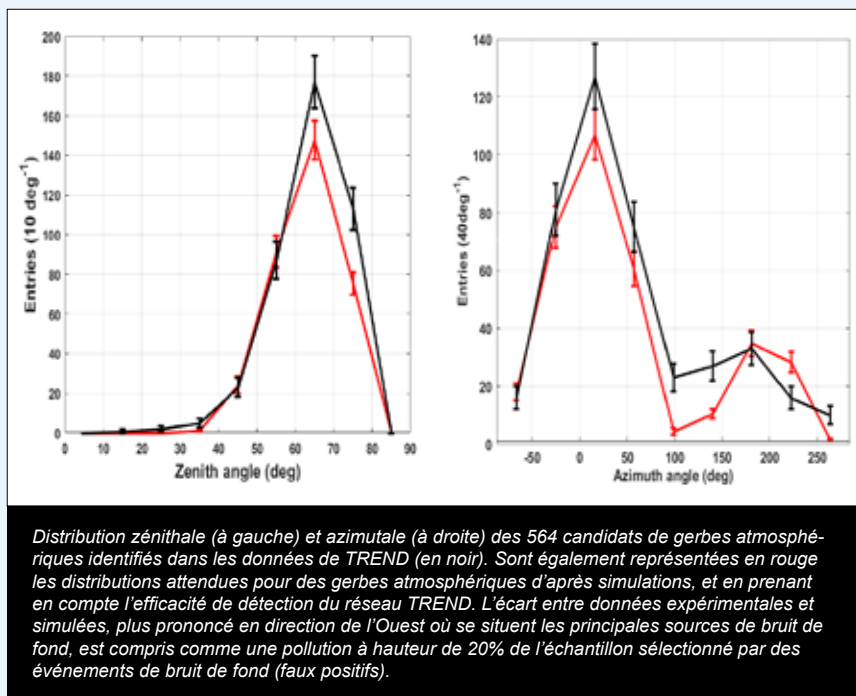 200
180
160
140
120
100
80
60
40
20
0
Entries (10 deg⁻¹)
0 10 20 30 40 50 60 70 80 90
Zenith angle (deg)
140
120
100
80
60
40
20
0
Entries (40deg⁻¹)
-50 0 50 100 150 200 250
Azimuth angle (deg)
Distribution zénithale (à gauche) et azimutale (à droite) des 564 candidats de gerbes atmosphé-
riques identifiés dans les données de TREND (en noir). Sont également représentées en rouge
les distributions attendues pour des gerbes atmosphériques d'après simulations, et en prenant
en compte l'efficacité de détection du réseau TREND. L'écart entre données expérimentales et
simulées, plus prononcé en direction de l'Ouest où se situent les principales sources de bruit de
fond, est compris comme une pollution à hauteur de 20% de l'échantillon sélectionné par des
événements de bruit de fond (faux positifs).